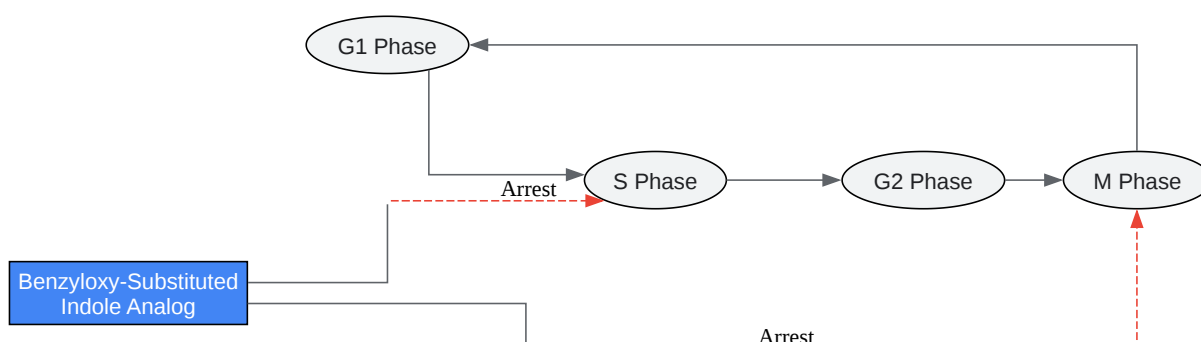 G1 Phase
S Phase
G2 Phase
M Phase
Arrest
Benzyloxy-Substituted
Indole Analog
Arrest